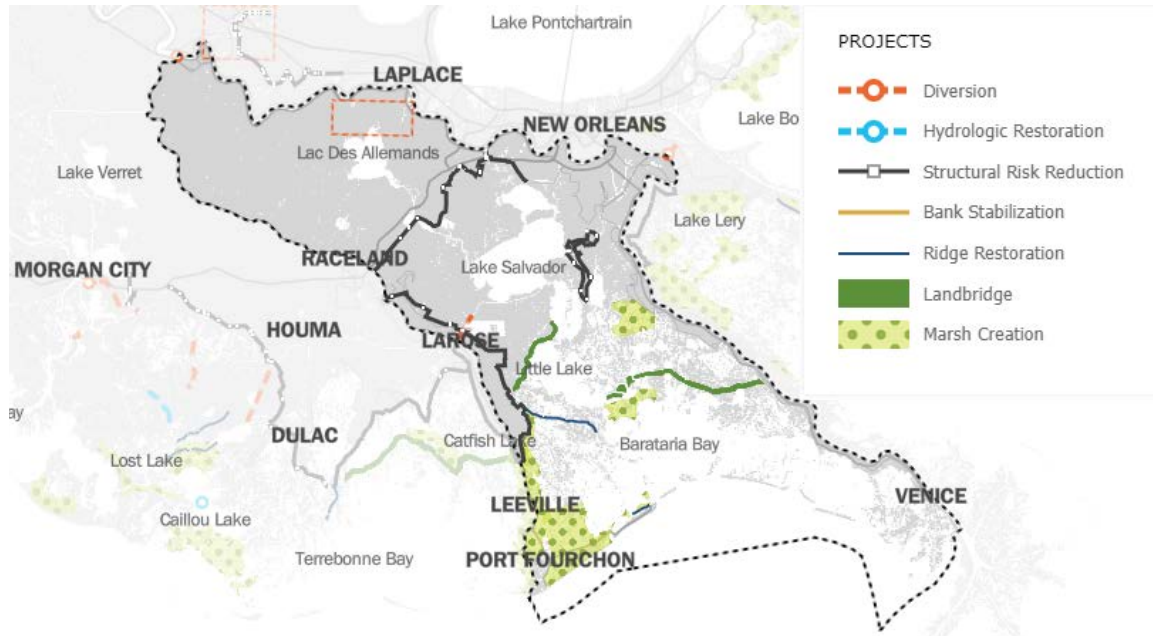 Lake Pontchartrain
LAPLACE
NEW ORLEANS
Lake Bo
Lac Des Allemands
Lake Verret
Lake Lery
RACELAND
Lake Salvador
MORGAN CITY
HOUMA
LAROSE
Little Lake
ay
DULAC
Catfish Lake
Barataria Bay
Lost Lake
LEEVILLE
VENICE
Caillou Lake
Terrebonne Bay
PORT FOURCHON
PROJECTS
Diversion
Hydrologic Restoration
Structural Risk Reduction
Bank Stabilization
Ridge Restoration
Landbridge
Marsh Creation